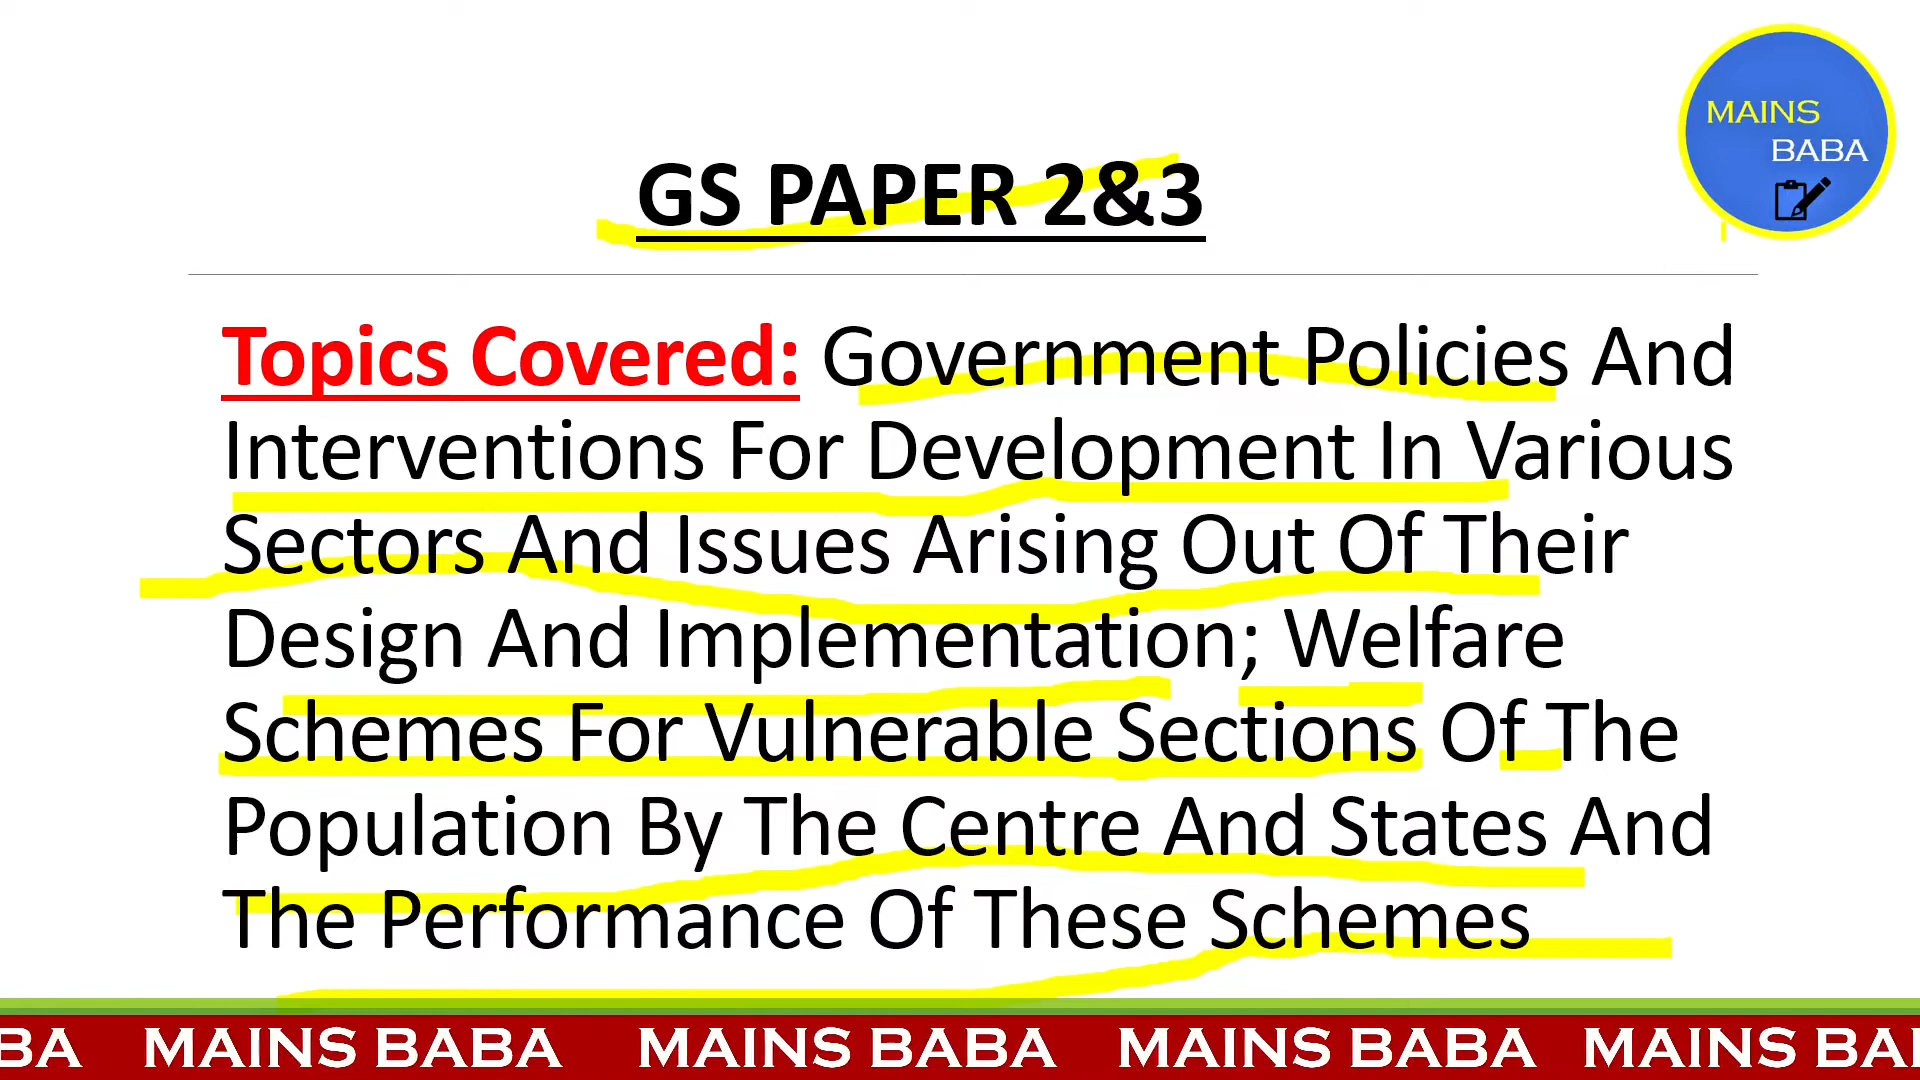 MAINS
BABA
GS PAPER 2&3
Topics Covered: Government Policies And
Interventions For Development In Various
Sectors And Issues Arising Out Of Their
Design And Implementation; Welfare
Schemes For Vulnerable Sections Of The
Population By The Centre And States And
The Performance Of These Schemes
BA MAINS BABA MAINS BABA MAINS BABA MAINS BA